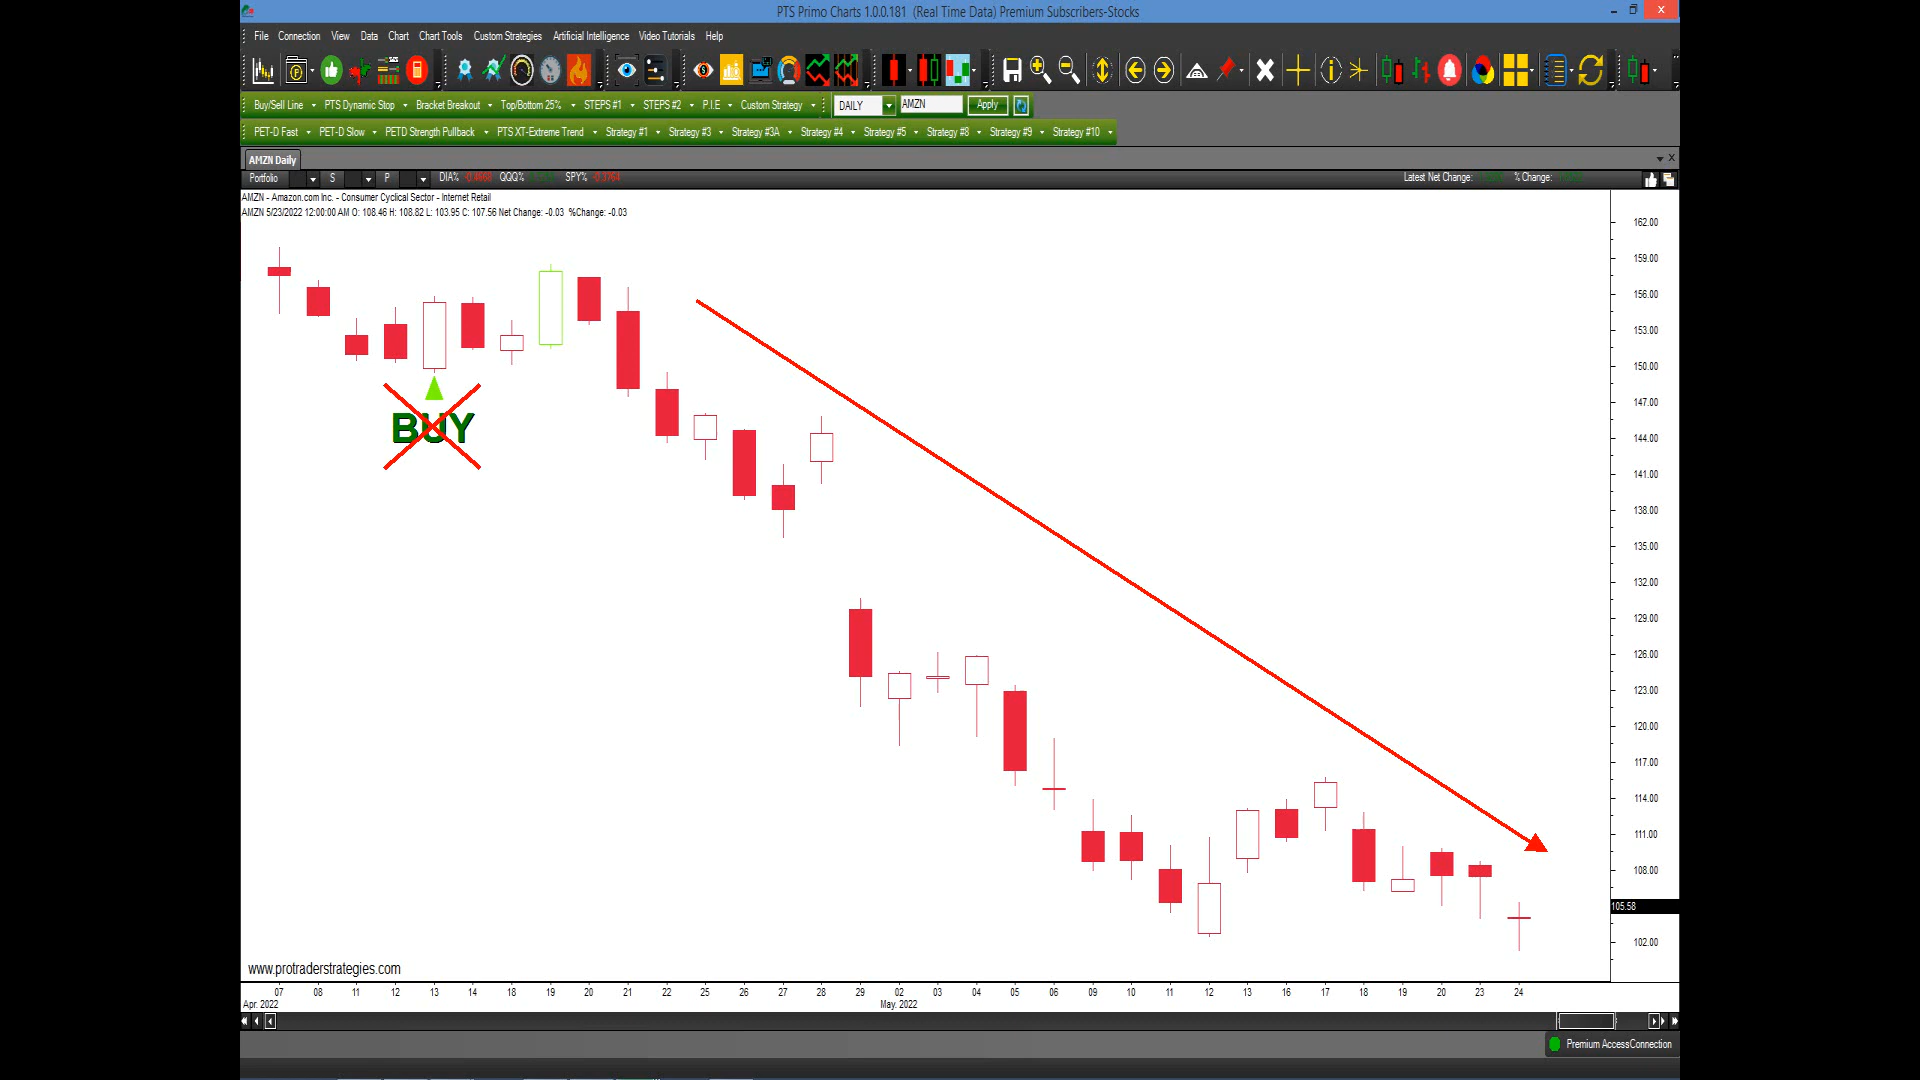 PTS Primo Charts 1.0.0.181 (Real Time Data) Premium Subscribers-Stocks
File Connection View Data Chart Chart Tools Custom Strategies Artificial Intelligence Video Tutorials Help
Buy/Sell Line PTS Dynamic Stop Bracket Breakout Top/Bottom 25% STEPS #1 STEPS #2 P.I.E Custom Strategy DAILY AMZN Apply
PET-D Fast PET-D Slow PETD Strength Pullback PTS XT-Extreme Trend Strategy #1 Strategy #3 Strategy #3A Strategy #4 Strategy #5 Strategy #8 Strategy #9 Strategy #10
AMZN Daily
Portfolio S P DIA% QQQ% SPY% Latest Net Change: % Change:
AMZN - Amazon.com Inc. - Consumer Cyclical Sector - Internet Retail
AMZN 5/23/2022 12:00:00 AM O: 108.46 H: 108.82 L: 103.95 C: 107.56 Net Change: -0.03 %Change: -0.03
162.00
159.00
156.00
153.00
150.00
147.00
144.00
141.00
138.00
135.00
132.00
129.00
126.00
123.00
120.00
117.00
114.00
111.00
108.00
105.58
102.00
BUY
www.protraderstrategies.com
07 08 11 12 13 14 18 19 20 21 22 25 26 27 28 29 02 03 04 05 06 09 10 11 12 13 16 17 18 19 20 23 24
Apr. 2022 May. 2022
Premium AccessConnection